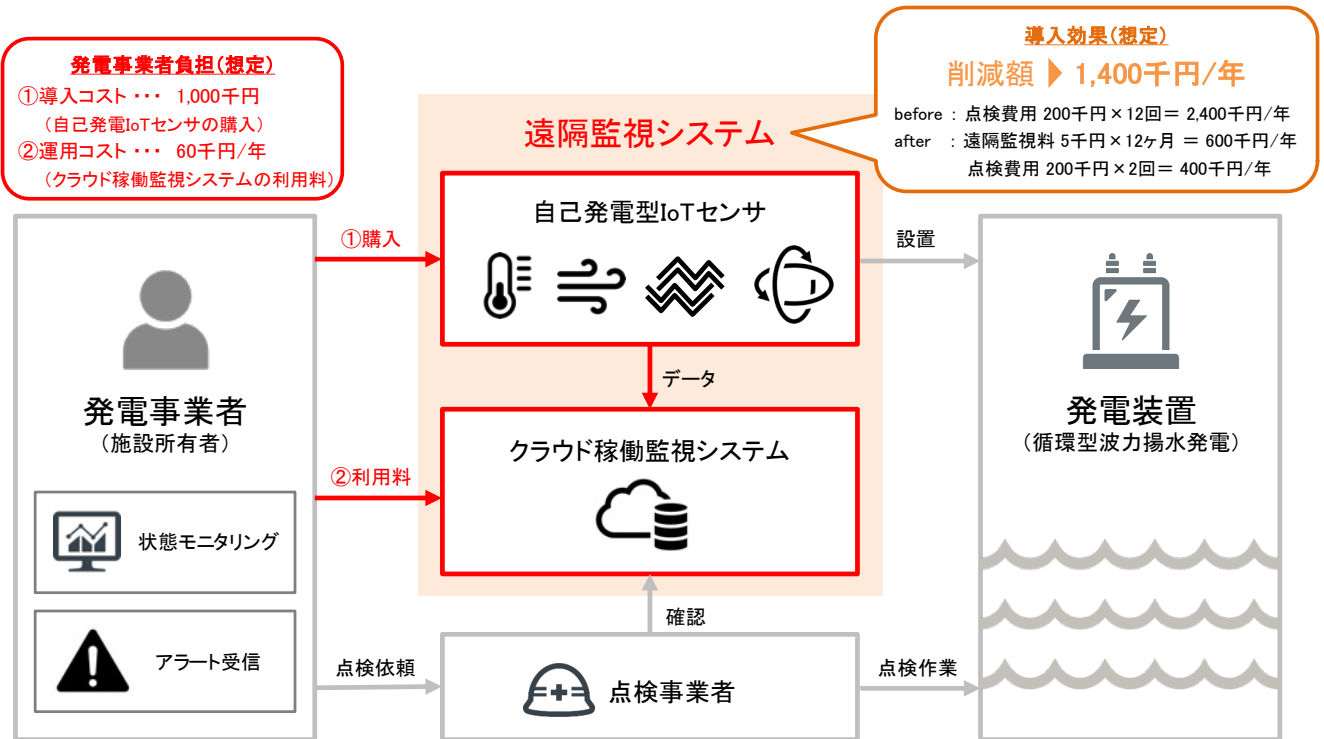 発電事業者負担(想定)
①導入コスト ・・・ 1,000千円
(自己発電IoTセンサの購入)
②運用コスト ・・・ 60千円/年
(クラウド稼働監視システムの利用料)
導入効果(想定)
削減額 ▶ 1,400千円/年
before : 点検費用 200千円×12回= 2,400千円/年
after : 遠隔監視料 5千円×12ヶ月 = 600千円/年
点検費用 200千円×2回= 400千円/年
遠隔監視システム
自己発電型IoTセンサ
①購入
設置
データ
発電事業者
(施設所有者)
発電装置
(循環型波力揚水発電)
クラウド稼働監視システム
②利用料
状態モニタリング
確認
アラート受信
点検依頼
点検事業者
点検作業